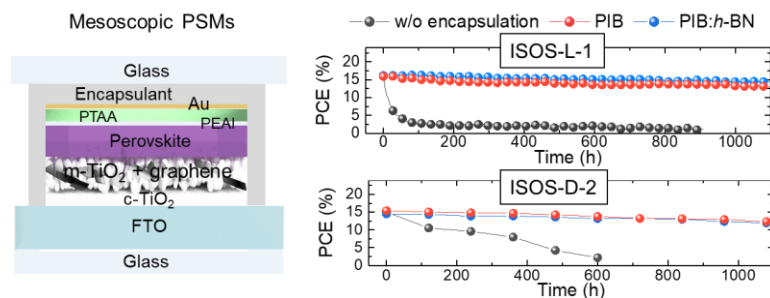 Mesoscopic PSMs
Glass
Encapsulant
Au
PTAA
PEAI
Perovskite
m-TiO₂ + graphene
c-TiO₂
FTO
Glass
w/o encapsulation PIB PIB:h-BN
ISOS-L-1
PCE (%)
20
15
10
5
0
0 200 400 600 800 1000
Time (h)
ISOS-D-2
PCE (%)
20
15
10
5
0
0 200 400 600 800 1000
Time (h)